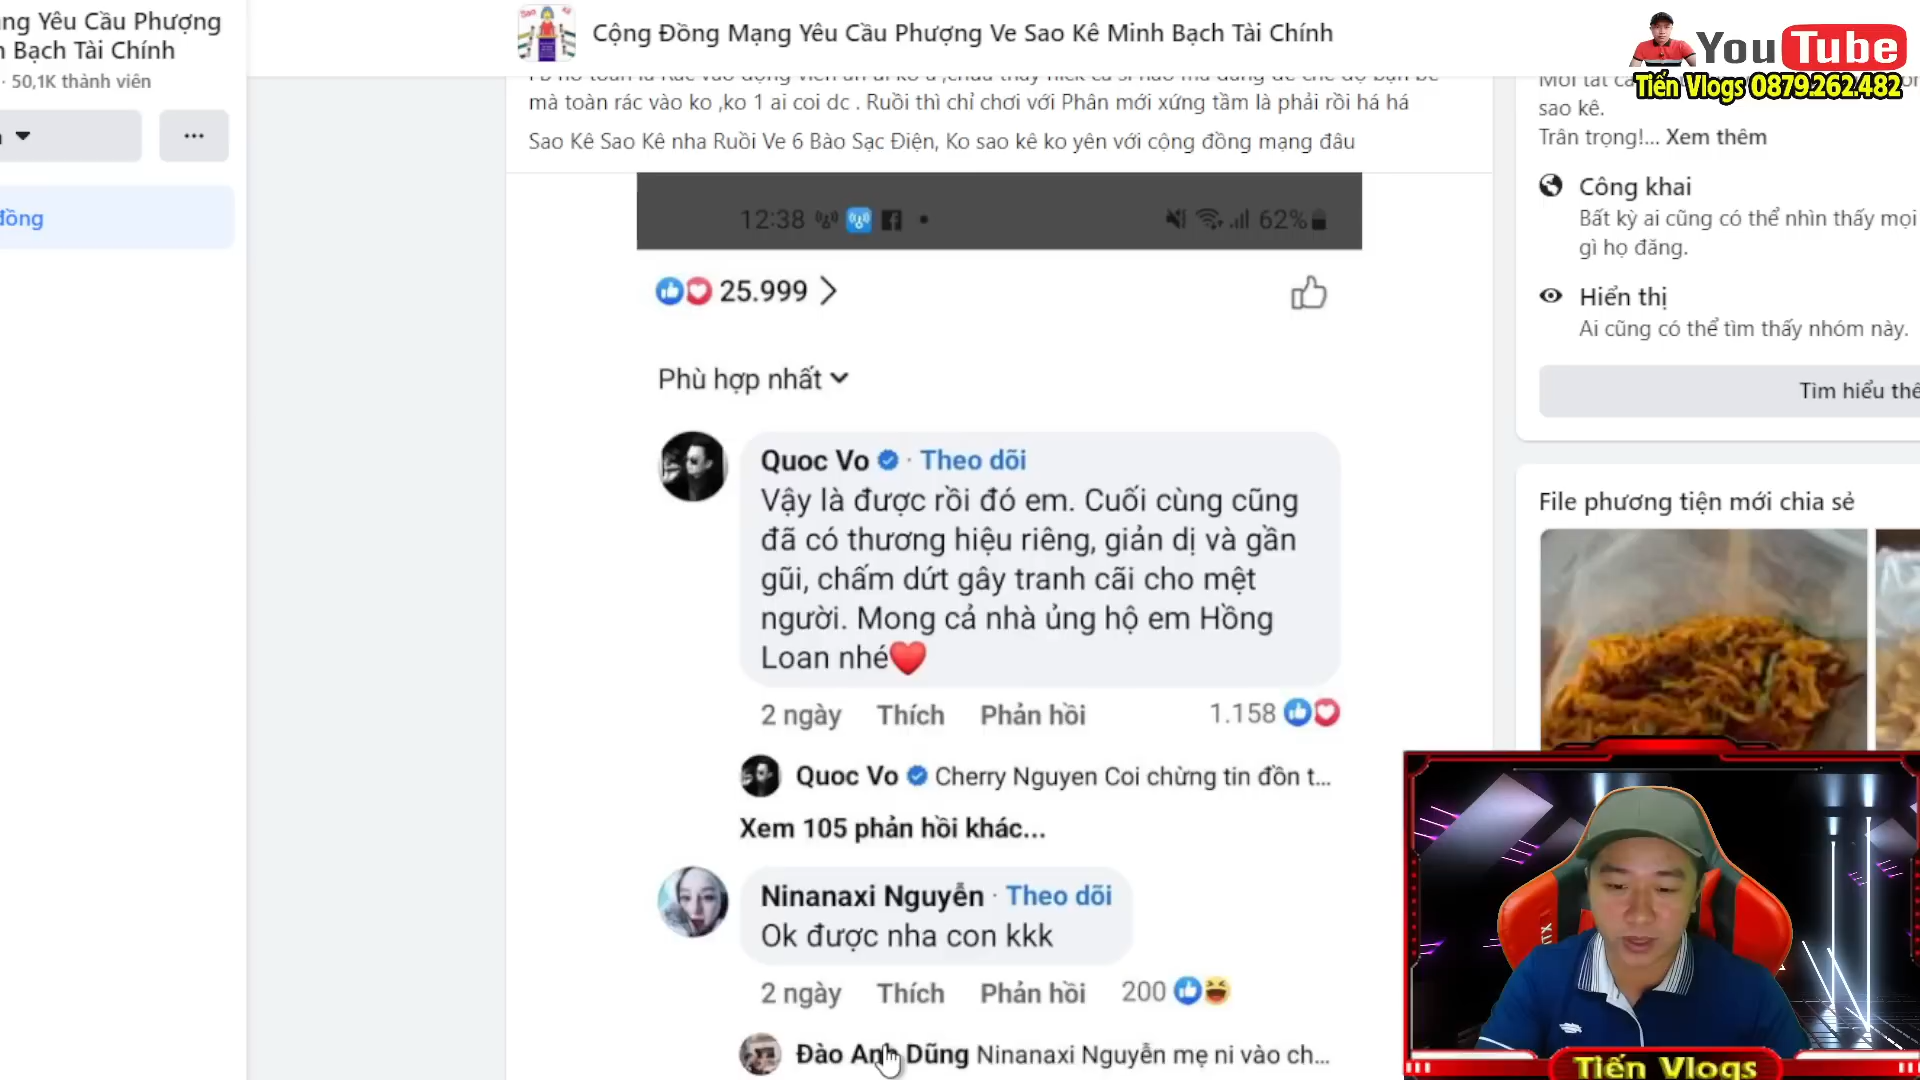 ng Yêu Cầu Phượng
n Bạch Tài Chính
· 50,1K thành viên
đồng
Cộng Đồng Mạng Yêu Cầu Phượng Ve Sao Kê Minh Bạch Tài Chính
mà toàn rác vào ko ,ko 1 ai coi dc . Ruồi thì chỉ chơi với Phân mới xứng tầm là phải rồi há há
Sao Kê Sao Kê nha Ruồi Ve 6 Bào Sạc Điện, Ko sao kê ko yên với cộng đồng mạng đâu
12:38
62%
25.999
Phù hợp nhất
Quoc Vo · Theo dõi
Vậy là được rồi đó em. Cuối cùng cũng
đã có thương hiệu riêng, giản dị và gần
gũi, chấm dứt gây tranh cãi cho mệt
người. Mong cả nhà ủng hộ em Hồng
Loan nhé❤️
2 ngày Thích Phản hồi 1.158
Quoc Vo Cherry Nguyen Coi chừng tin đồn t...
Xem 105 phản hồi khác...
Ninanaxi Nguyễn · Theo dõi
Ok được nha con kkk
2 ngày Thích Phản hồi 200
Đào Anh Dũng Ninanaxi Nguyễn mẹ ni vào ch...
YouTube
Tiến Vlogs 0879.262.482
sao kê.
Trân trọng!... Xem thêm
Công khai
Bất kỳ ai cũng có thể nhìn thấy mọi
gì họ đăng.
Hiển thị
Ai cũng có thể tìm thấy nhóm này.
Tìm hiểu thê
File phương tiện mới chia sẻ
Tiến Vlogs